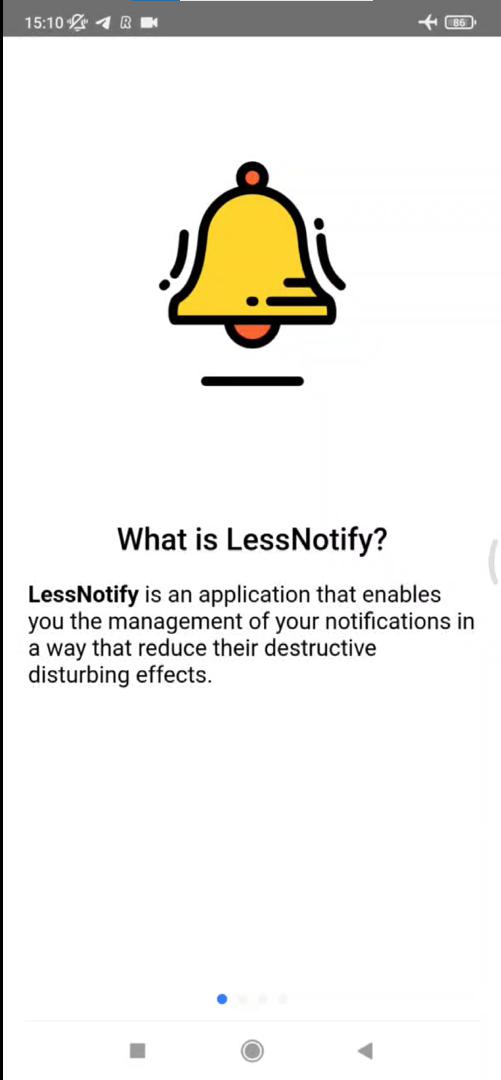 15:10
86
What is LessNotify?
LessNotify is an application that enables
you the management of your notifications in
a way that reduce their destructive
disturbing effects.